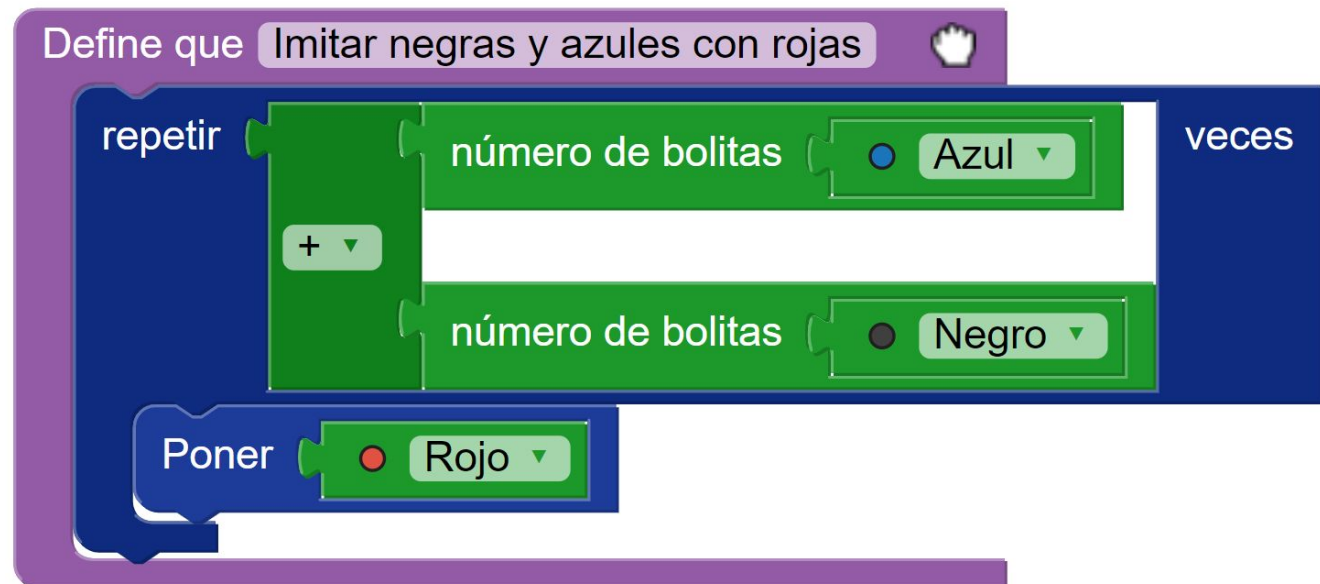 Define que Imitar negras y azules con rojas
repetir número de bolitas Azul veces
+
número de bolitas Negro
Poner Rojo